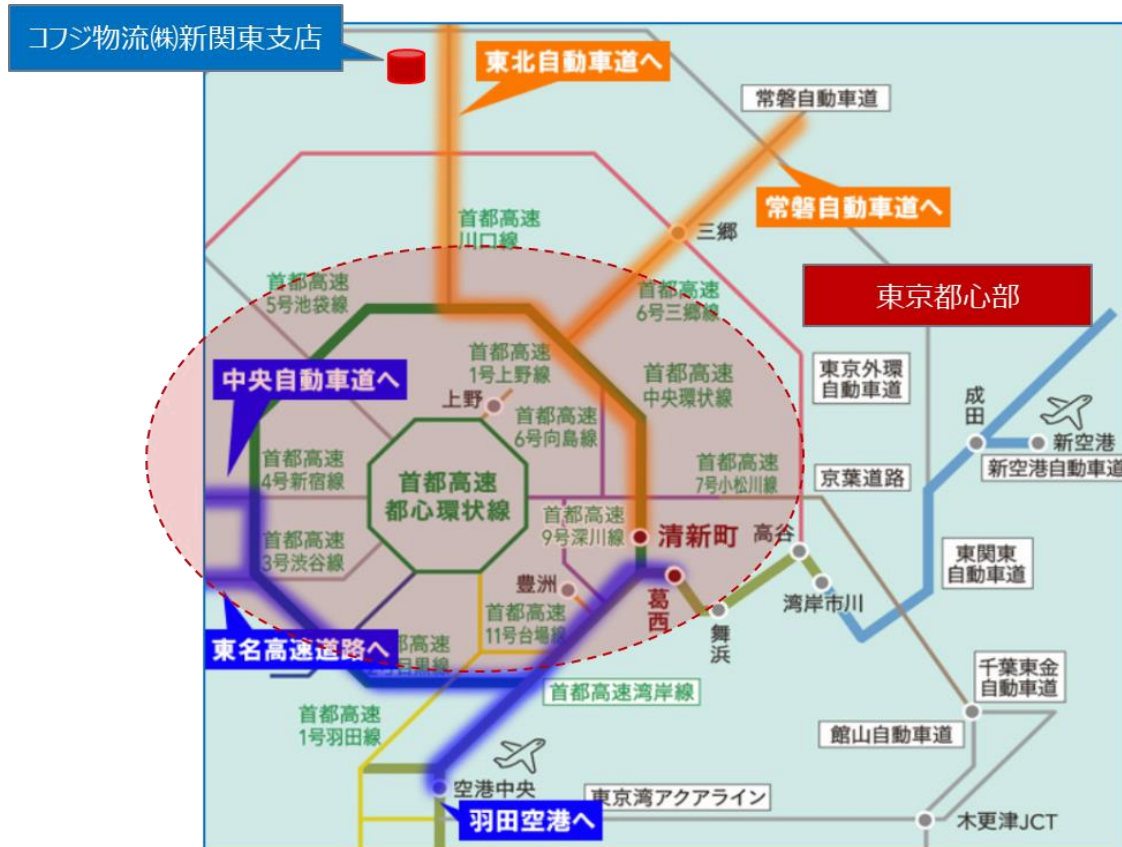 コフジ物流㈱新関東支店
東北自動車道へ
常磐自動車道
常磐自動車道へ
首都高速
川口線
三郷
首都高速
5号池袋線
首都高速
6号三郷線
東京都心部
中央自動車道へ
首都高速
1号上野線
上野
首都高速
中央環状線
東京外環
自動車道
成田
新空港
新空港自動車道
首都高速
6号向島線
首都高速
4号新宿線
首都高速
都心環状線
首都高速
7号小松川線
京葉道路
首都高速
9号深川線
清新町
高谷
首都高速
3号渋谷線
東関東
自動車道
湾岸市川
豊洲
葛西
舞浜
首都高速
11号台場線
東名高速道路へ
首都高速
目黒線
首都高速湾岸線
千葉東金
自動車道
首都高速
1号羽田線
館山自動車道
空港中央
東京湾アクアライン
羽田空港へ
木更津JCT